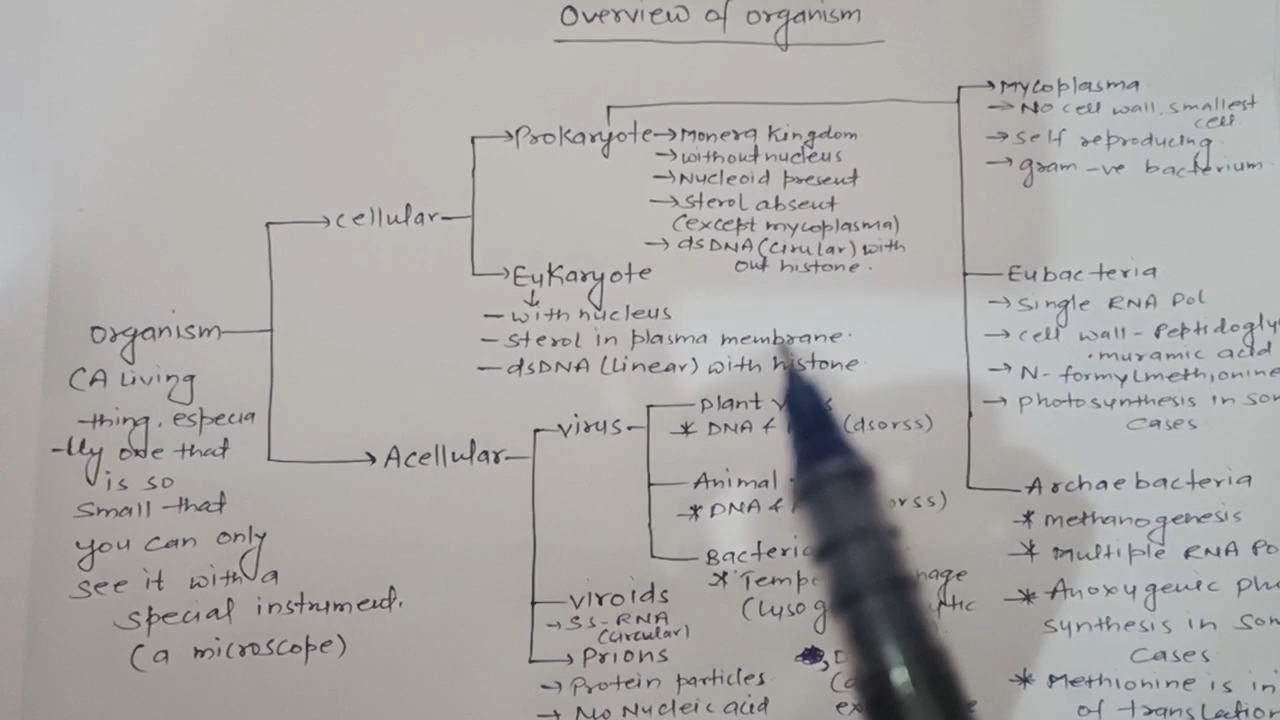 Overview of organism
organism
(A Living
thing, especia
-lly one that
is so
small that
you can only
see it with a
special instrument.
(a microscope)
cellular
Prokaryote → Monera Kingdom
→ without nucleus
→ Nucleoid present
→ sterol absent
(except mycoplasma)
→ dsDNA (cirular) with
out histone.
Eukaryote
- with nucleus
- sterol in plasma membrane.
- dsDNA (Linear) with histone
Acellular
virus
plant
* DNA & (dsorss)
Animal
* DNA &
Bacteria
*
(Lyso
viroids
→ SS-RNA
(circular)
Prions
→ Protein particles
→ No Nucleic acid
Mycoplasma
→ No cell wall, smallest
cell.
→ self reproducing
→ gram -ve bacterium
Eubacteria
→ single RNA Pol
→ cell wall - Peptidogly
muramic acid
→ N- formylmethionine
→ photosynthesis in som
cases
Archaebacteria
* methanogenesis
* multiple RNA Po
* Anoxygenic pho
synthesis in som
cases
* Methionine is in
of translation